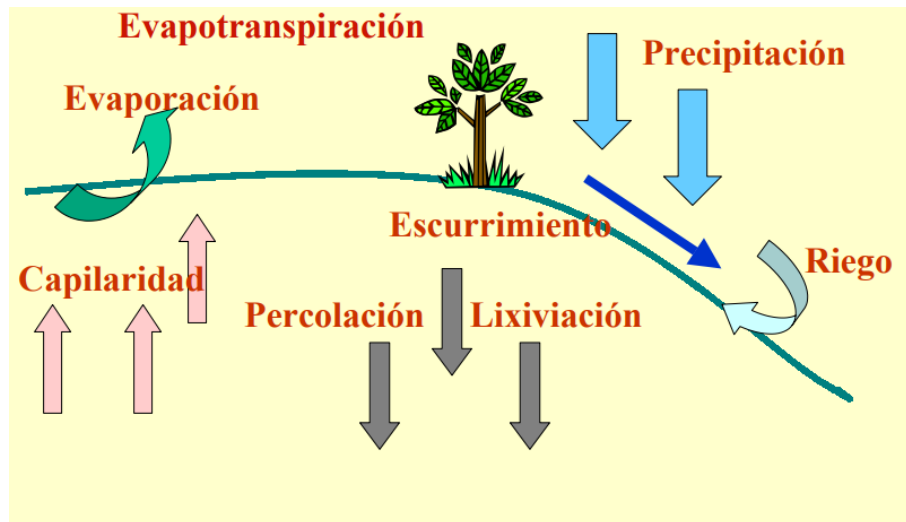 Evapotranspiración
Precipitación
Evaporación
Escurrimiento
Riego
Capilaridad
Percolación
Lixiviación